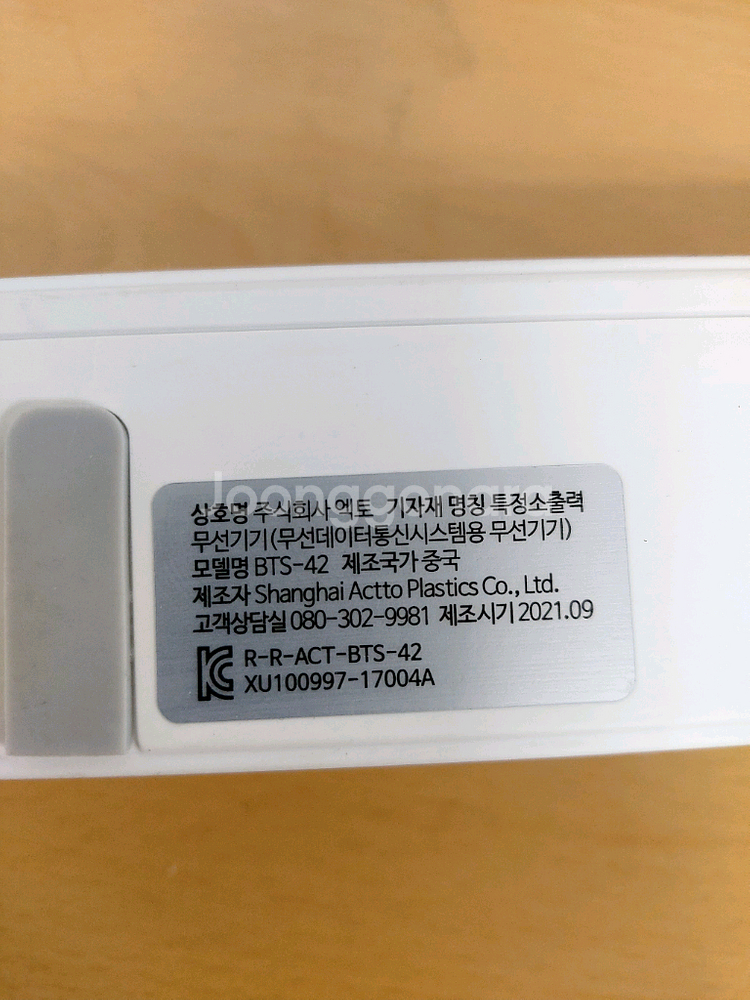 Joonggonara
상호명 주식회사 엑토 기자재 명칭 특정소출력
무선기기(무선데이터통신시스템용 무선기기)
모델명 BTS-42 제조국가 중국
제조자 Shanghai Actto Plastics Co., Ltd.
고객상담실 080-302-9981 제조시기 2021.09
R-R-ACT-BTS-42
XU100997-17004A